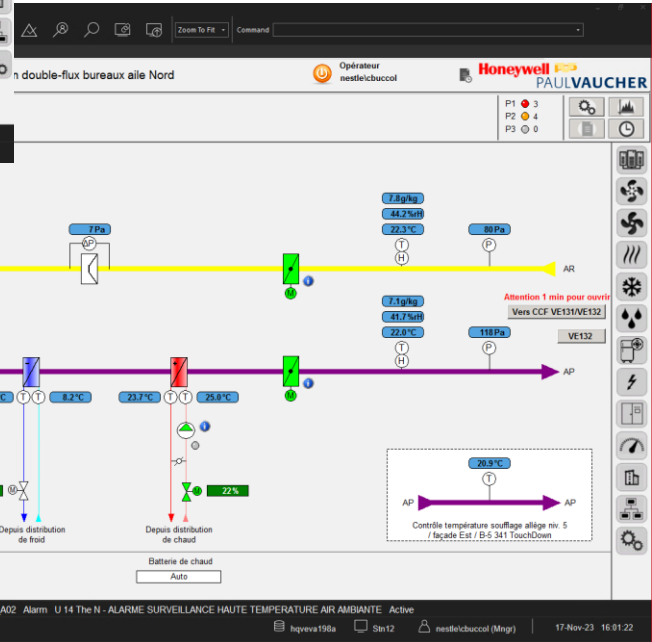 Zoom To Fit
Command
n double-flux bureaux aile Nord
Opérateur
nestle\cbuccol
Honeywell
PAULVAUCHER
P1 3
P2 4
P3 0
7.8g/kg
44.2%rH
7Pa
22.3°C
80Pa
ΔP
T
P
H
AR
Attention 1 min pour ouvrir
7.1g/kg
Vers CCF VE131/VE132
41.7%rH
22.0°C
118Pa
VE132
T
P
H
M
M
AP
°C
T
T
8.2°C
23.7°C
T
T
25.0°C
20.9°C
T
M
M
22%
AP
AP
Depuis distribution
de froid
Depuis distribution
de chaud
Contrôle température soufflage allége niv. 5
/ façade Est / B-5 341 TouchDown
Batterie de chaud
Auto
A02 Alarm U 14 The N - ALARME SURVEILLANCE HAUTE TEMPERATURE AIR AMBIANTE Active
hqveva198a
Stn12
nestle\cbuccol (Mngr)
17-Nov-23 16:01:22